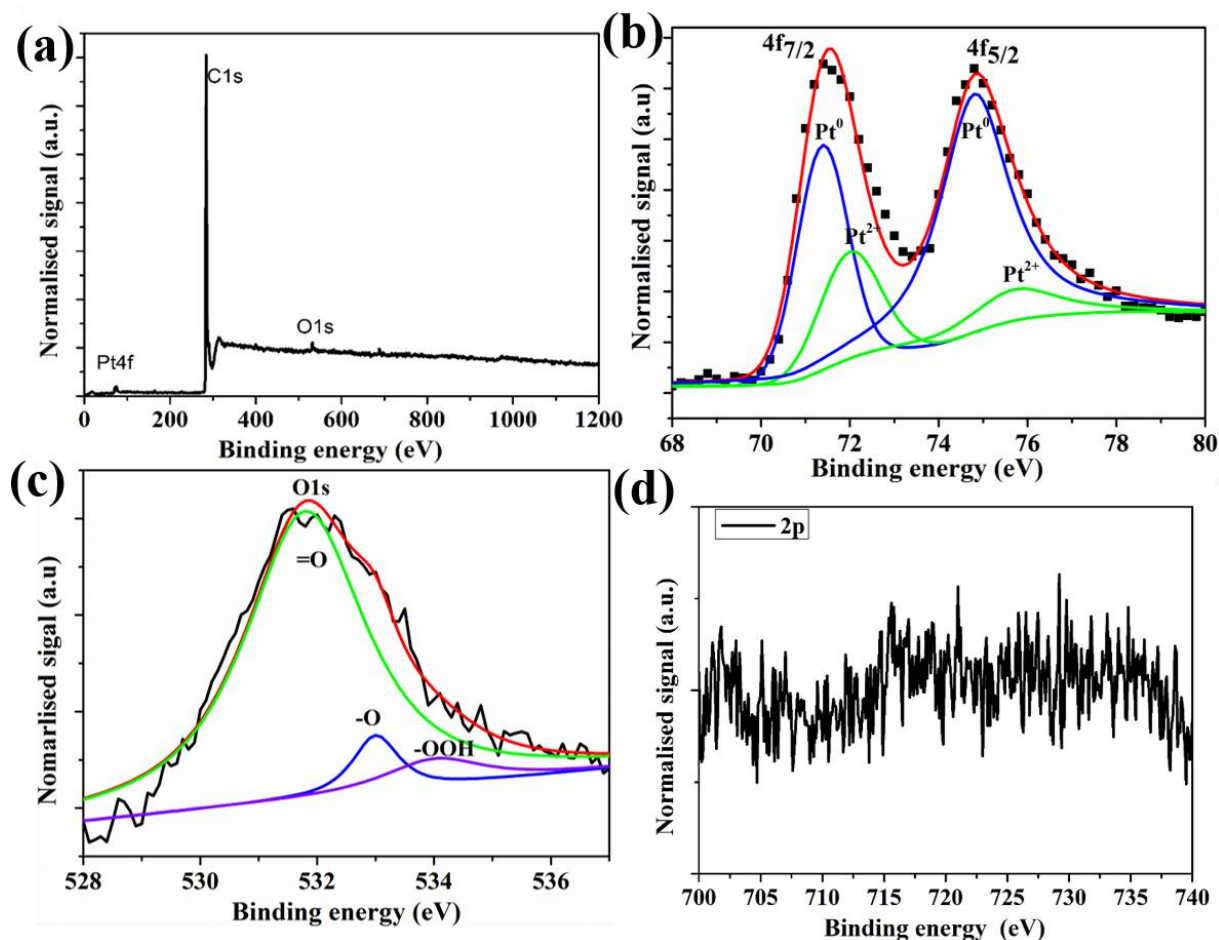 (a)
C1s
O1s
Pt4f
Normalised signal (a.u.)
0 200 400 600 800 1000 1200
Binding energy (eV)
(b)
4f7/2
4f5/2
Pt0
Pt0
Pt2+
Pt2+
Normalised signal (a.u)
68 70 72 74 76 78 80
Binding energy (eV)
(c)
O1s
=O
-O
-OOH
Nomarlised sigal (a.u)
528 530 532 534 536
Binding energy (eV)
(d)
2p
Normalised signal (a.u.)
700 705 710 715 720 725 730 735 740
Binding energy (eV)